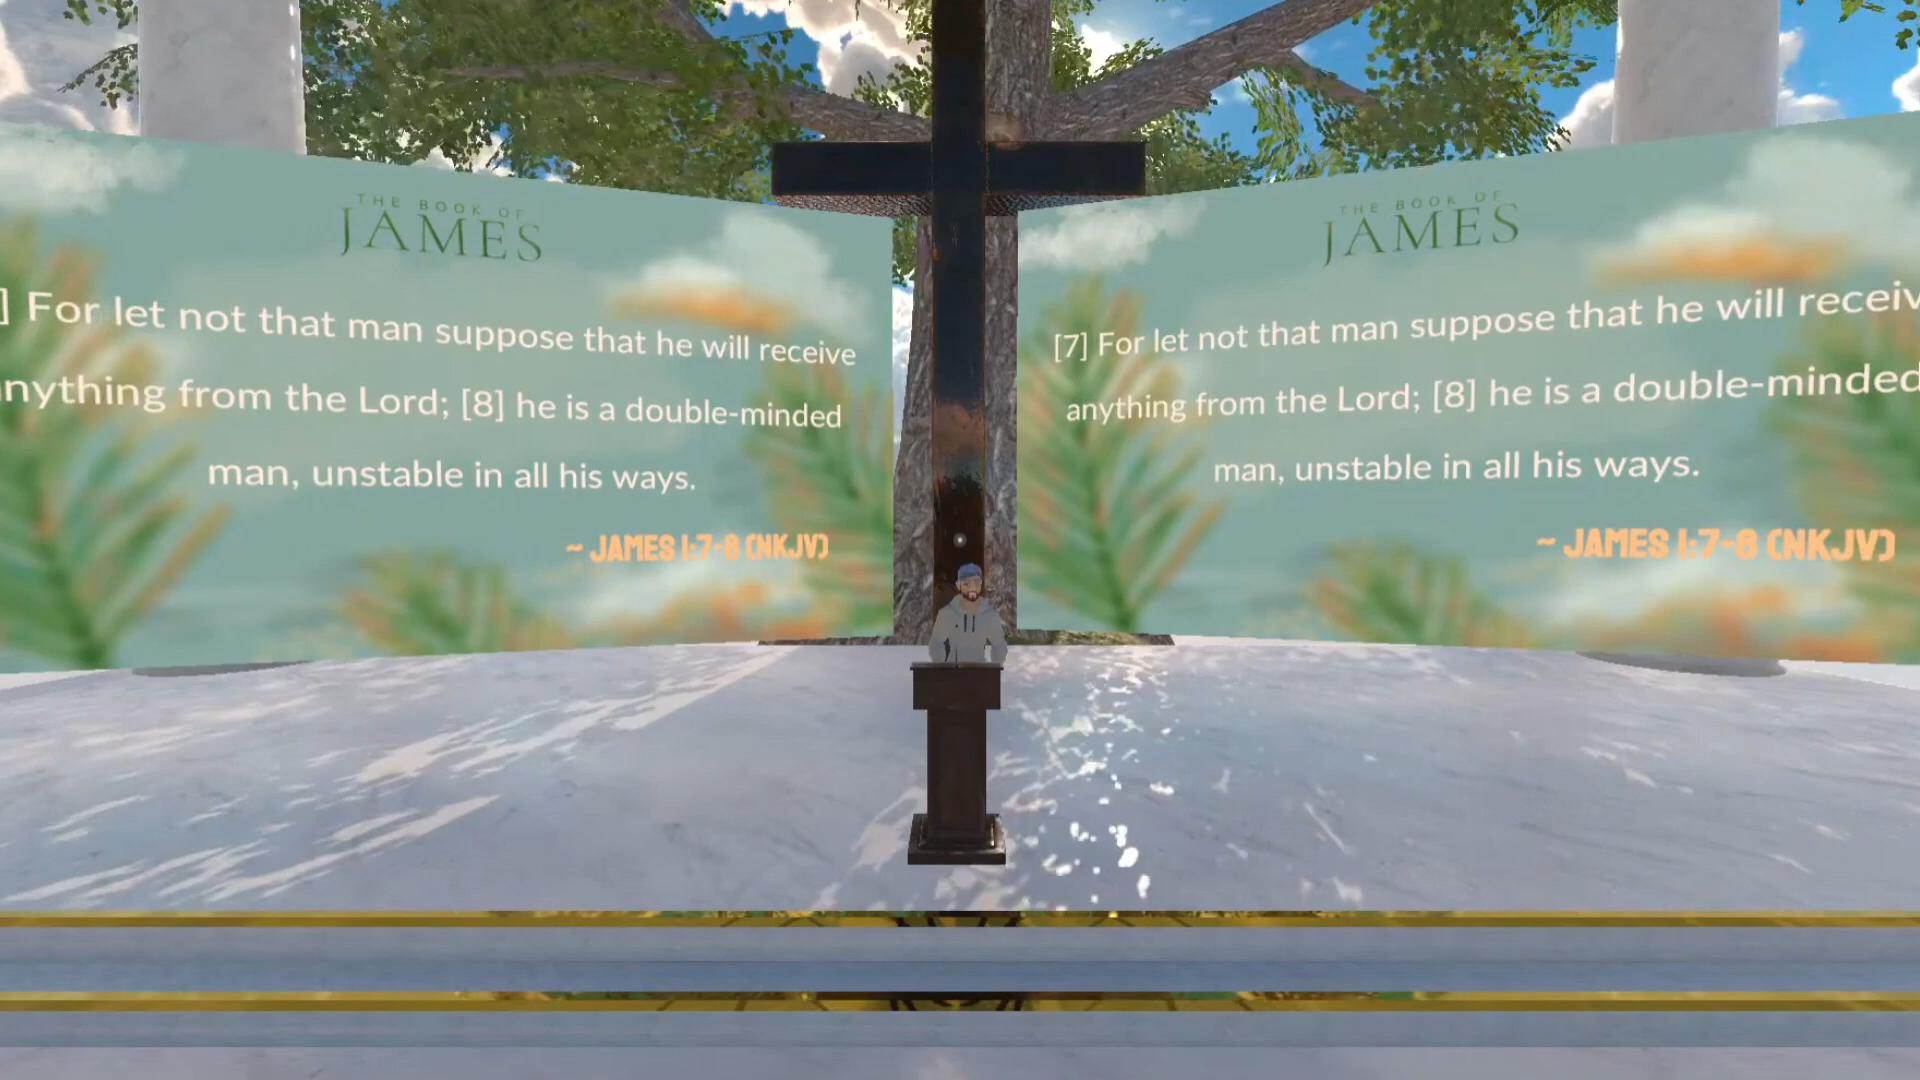 THE BOOK OF
JAMES
] For let not that man suppose that he will receive
nything from the Lord; [8] he is a double-minded
man, unstable in all his ways.
~ JAMES 1:7-8 (NKJV)
THE BOOK OF
JAMES
[7] For let not that man suppose that he will receiv
anything from the Lord; [8] he is a double-minded
man, unstable in all his ways.
~ JAMES 1:7-8 (NKJV)